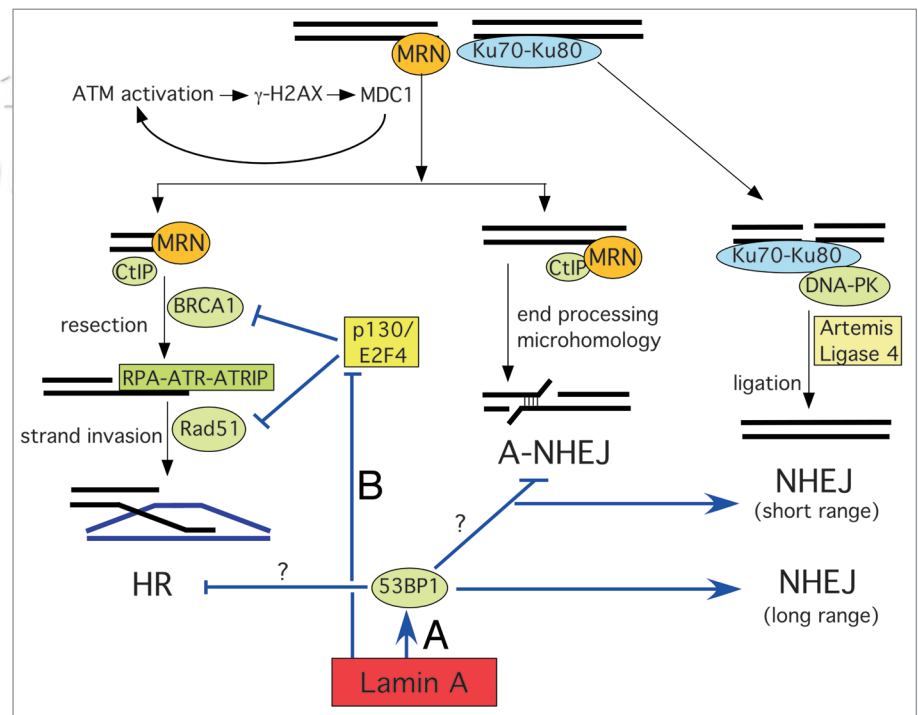 MRN
Ku70-Ku80
ATM activation
γ-H2AX
MDC1
MRN
CtIP
BRCA1
resection
RPA-ATR-ATRIP
strand invasion
Rad51
HR
p130/
E2F4
CtIP
MRN
end processing
microhomology
A-NHEJ
Ku70-Ku80
DNA-PK
Artemis
Ligase 4
ligation
NHEJ
(short range)
NHEJ
(long range)
B
?
?
53BP1
A
Lamin A